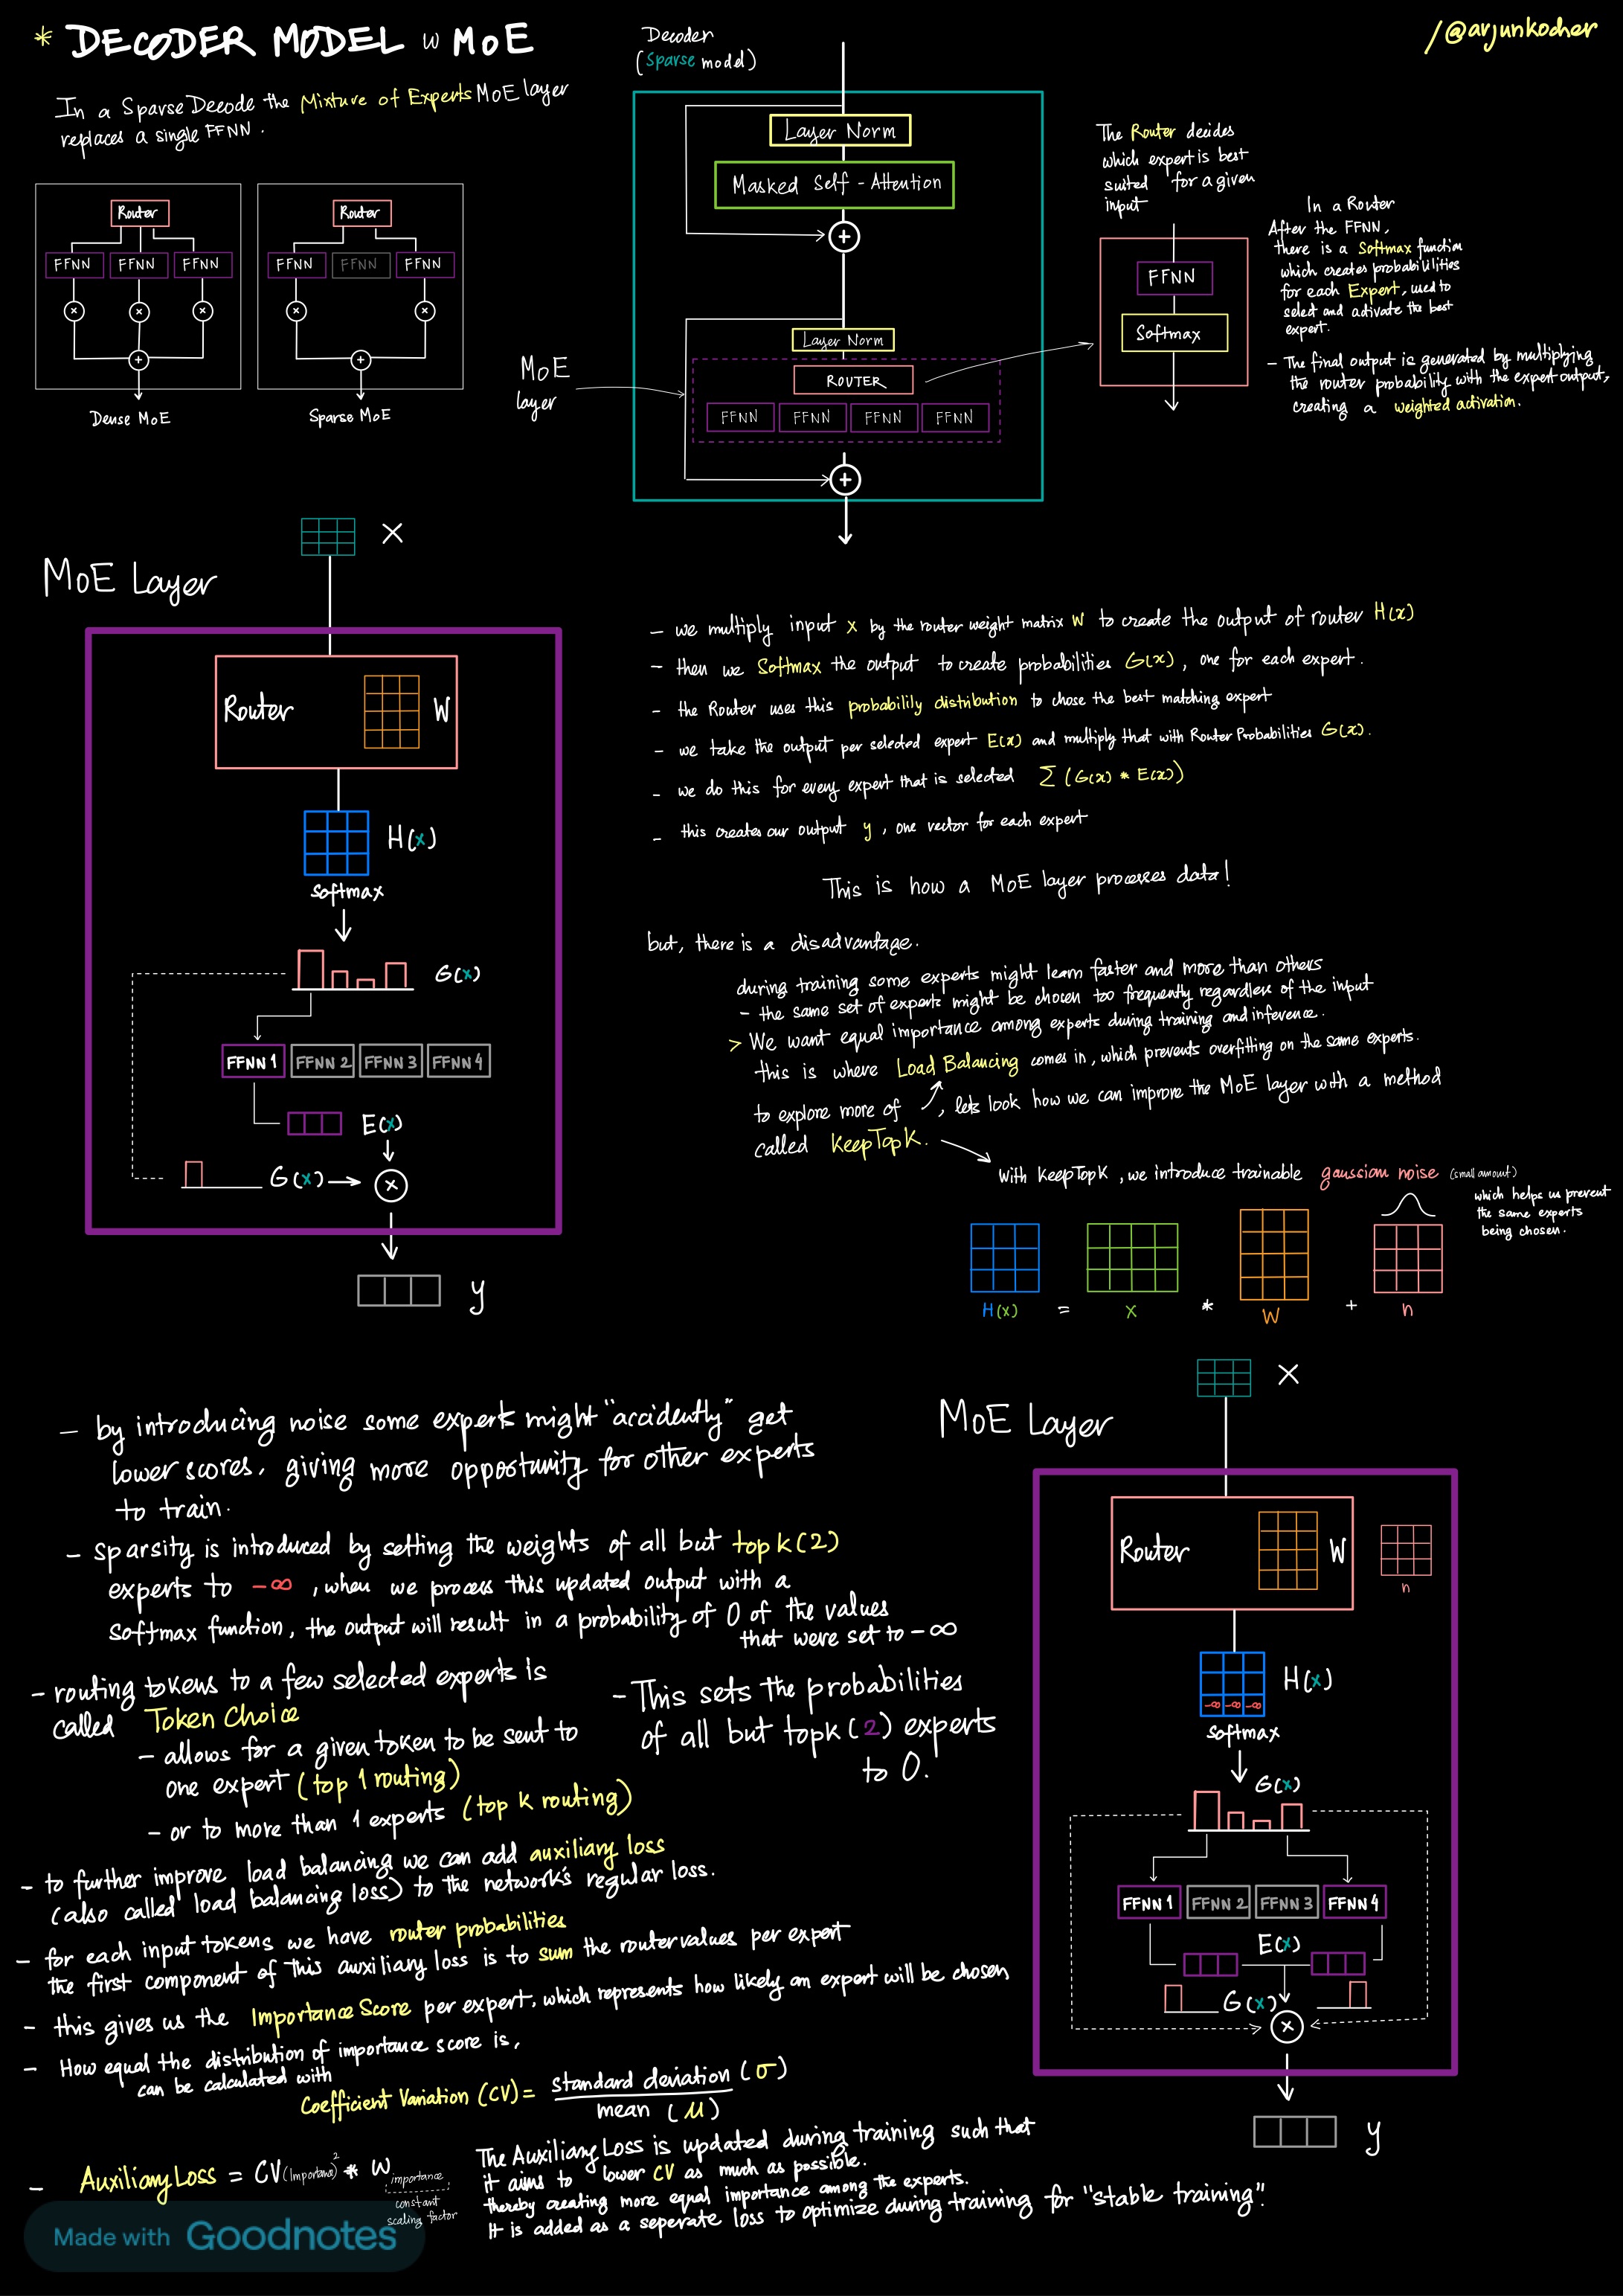 * DECODER MODEL W MoE
/@arjunkocher
In a Sparse Decode the Mixture of Experts MoE layer
replaces a single FFNN.
Router
FFNN FFNN FFNN
×
×
×
+
Dense MoE
Router
FFNN FFNN FFNN
×
×
+
Sparse MoE
Decoder
(Sparse model)
Layer Norm
Masked Self - Attention
+
Layer Norm
ROUTER
FFNN FFNN FFNN FFNN
+
MoE
layer
The Router decides
which expert is best
suited for a given
input
FFNN
Softmax
In a Router
After the FFNN,
there is a Softmax function
which creates probabilities
for each Expert, used to
select and activate the best
expert.
- The final output is generated by multiplying
the router probability with the expert output,
creating a weighted activation.
MoE Layer
X
Router W
H(x)
softmax
G(x)
FFNN 1 FFNN 2 FFNN 3 FFNN 4
E(x)
G(x) → ×
y
- we multiply input x by the router weight matrix W to create the output of router H(x)
- then we Softmax the output to create probabilities G(x), one for each expert.
- the Router uses this probability distribution to chose the best matching expert
- we take the output per selected expert E(x) and multiply that with Router Probabilities G(x).
- we do this for every expert that is selected Σ (G(x) * E(x))
- this creates our output y, one vector for each expert
This is how a MoE layer processes data!
but, there is a disadvantage.
during training some experts might learn faster and more than others
- the same set of experts might be chosen too frequently regardless of the input
> We want equal importance among experts during training and inference.
this is where Load Balancing comes in, which prevents overfitting on the same experts.
to explore more of ↗, lets look how we can improve the MoE layer with a method
called KeepTopK.
with KeepTopK, we introduce trainable gaussian noise (small amount)
which helps us prevent
the same experts
being chosen.
H(x) = X * W + n
- by introducing noise some experts might "accidently" get
lower scores, giving more opportunity for other experts
to train.
- sparsity is introduced by setting the weights of all but top k(2)
experts to -∞, when we process this updated output with a
softmax function, the output will result in a probability of 0 of the values
that were set to -∞
- routing tokens to a few selected experts is
called Token Choice
- allows for a given token to be sent to
one expert (top 1 routing)
- or to more than 1 experts (top K routing)
- This sets the probabilities
of all but topk(2) experts
to 0.
- to further improve load balancing we can add auxiliary loss
(also called load balancing loss) to the network's regular loss.
- for each input tokens we have router probabilities
the first component of this auxiliary loss is to sum the router values per expert
- this gives us the Importance Score per expert, which represents how likely an expert will be chosen
- How equal the distribution of importance score is,
can be calculated with
Coefficient Variation (CV) = standard deviation (σ)
mean (μ)
- Auxiliary Loss = CV(Importance)² * W importance
constant
scaling factor
The Auxiliary Loss is updated during training such that
it aims to lower CV as much as possible.
thereby creating more equal importance among the experts.
It is added as a seperate loss to optimize during training for "stable training".
MoE Layer
X
Router W
n
H(x)
-∞ -∞ -∞
softmax
G(x)
FFNN 1 FFNN 2 FFNN 3 FFNN 4
E(x)
G(x)
×
y
Made with Goodnotes